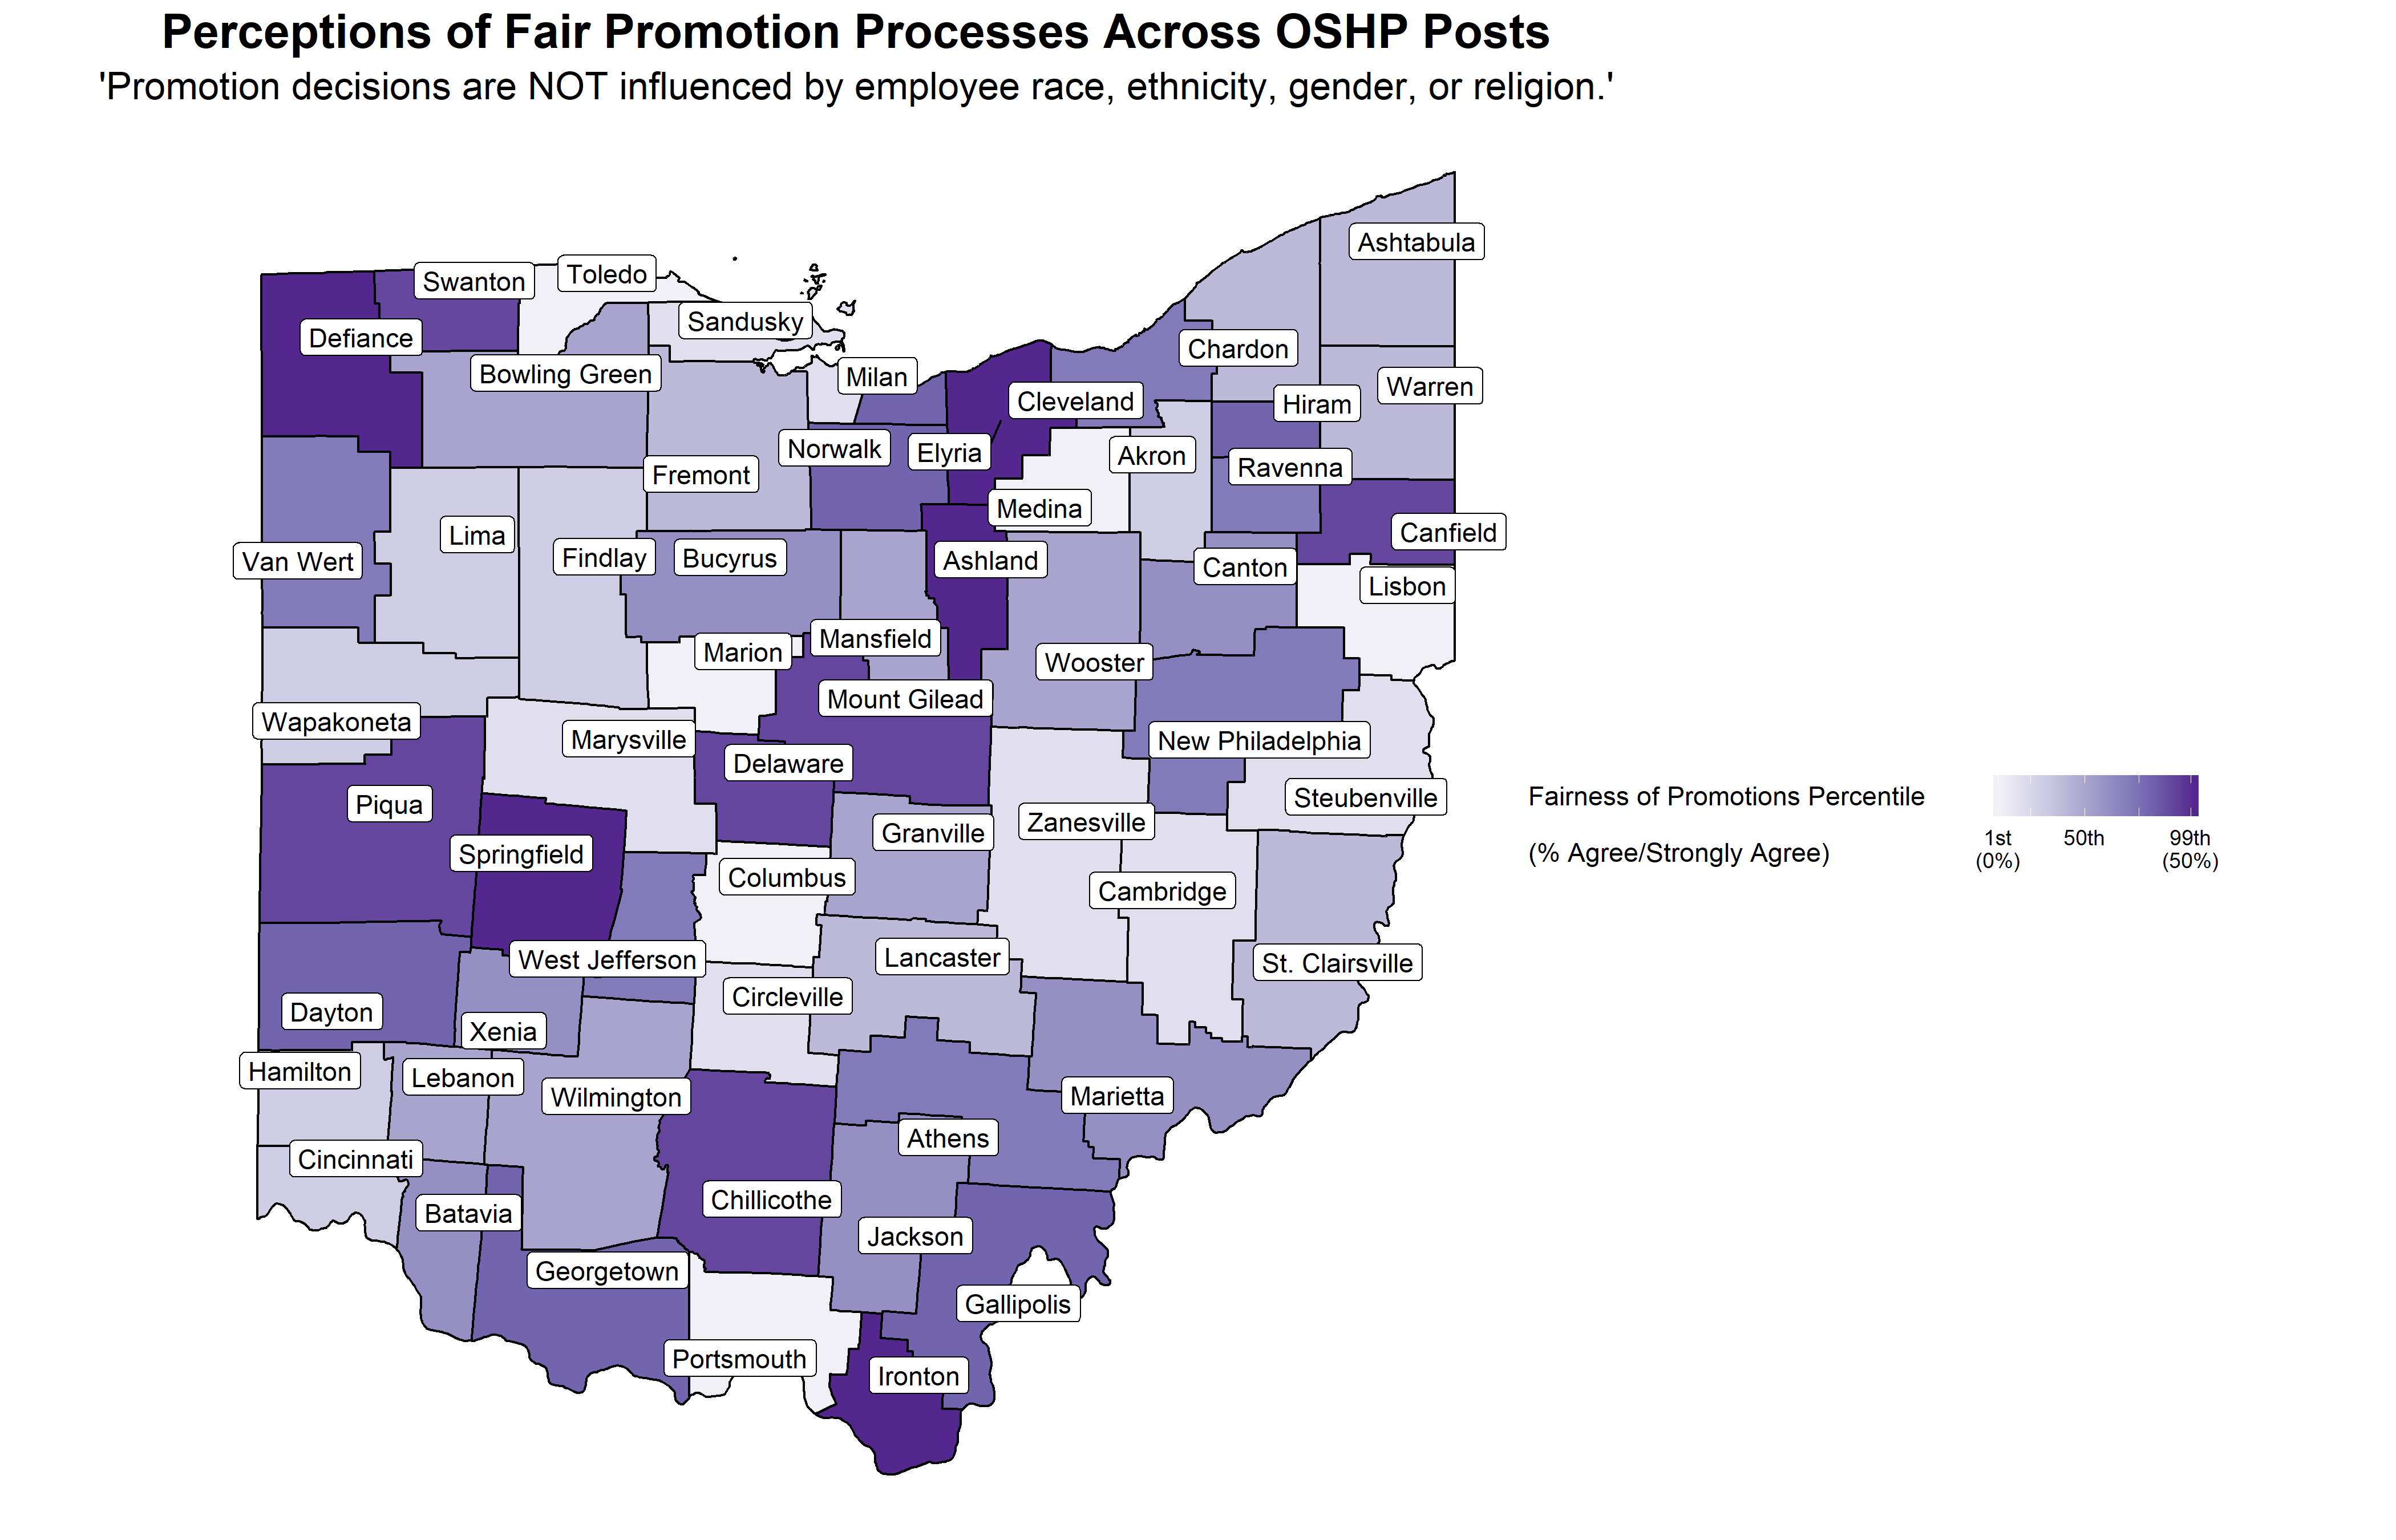 Perceptions of Fair Promotion Processes Across OSHP Posts
'Promotion decisions are NOT influenced by employee race, ethnicity, gender, or religion.'
Ashtabula
Toledo
Swanton
Sandusky
Defiance
Chardon
Bowling Green
Milan
Warren
Cleveland
Hiram
Norwalk
Elyria
Akron
Ravenna
Fremont
Medina
Canfield
Lima
Findlay
Bucyrus
Van Wert
Ashland
Canton
Lisbon
Mansfield
Marion
Wooster
Mount Gilead
Wapakoneta
Marysville
New Philadelphia
Delaware
Steubenville
Piqua
Zanesville
Granville
Springfield
Columbus
Cambridge
West Jefferson
Lancaster
St. Clairsville
Circleville
Dayton
Xenia
Hamilton
Lebanon
Wilmington
Marietta
Athens
Cincinnati
Chillicothe
Batavia
Jackson
Georgetown
Gallipolis
Portsmouth
Ironton
Fairness of Promotions Percentile
(% Agree/Strongly Agree)
1st 50th 99th
(0%) (50%)